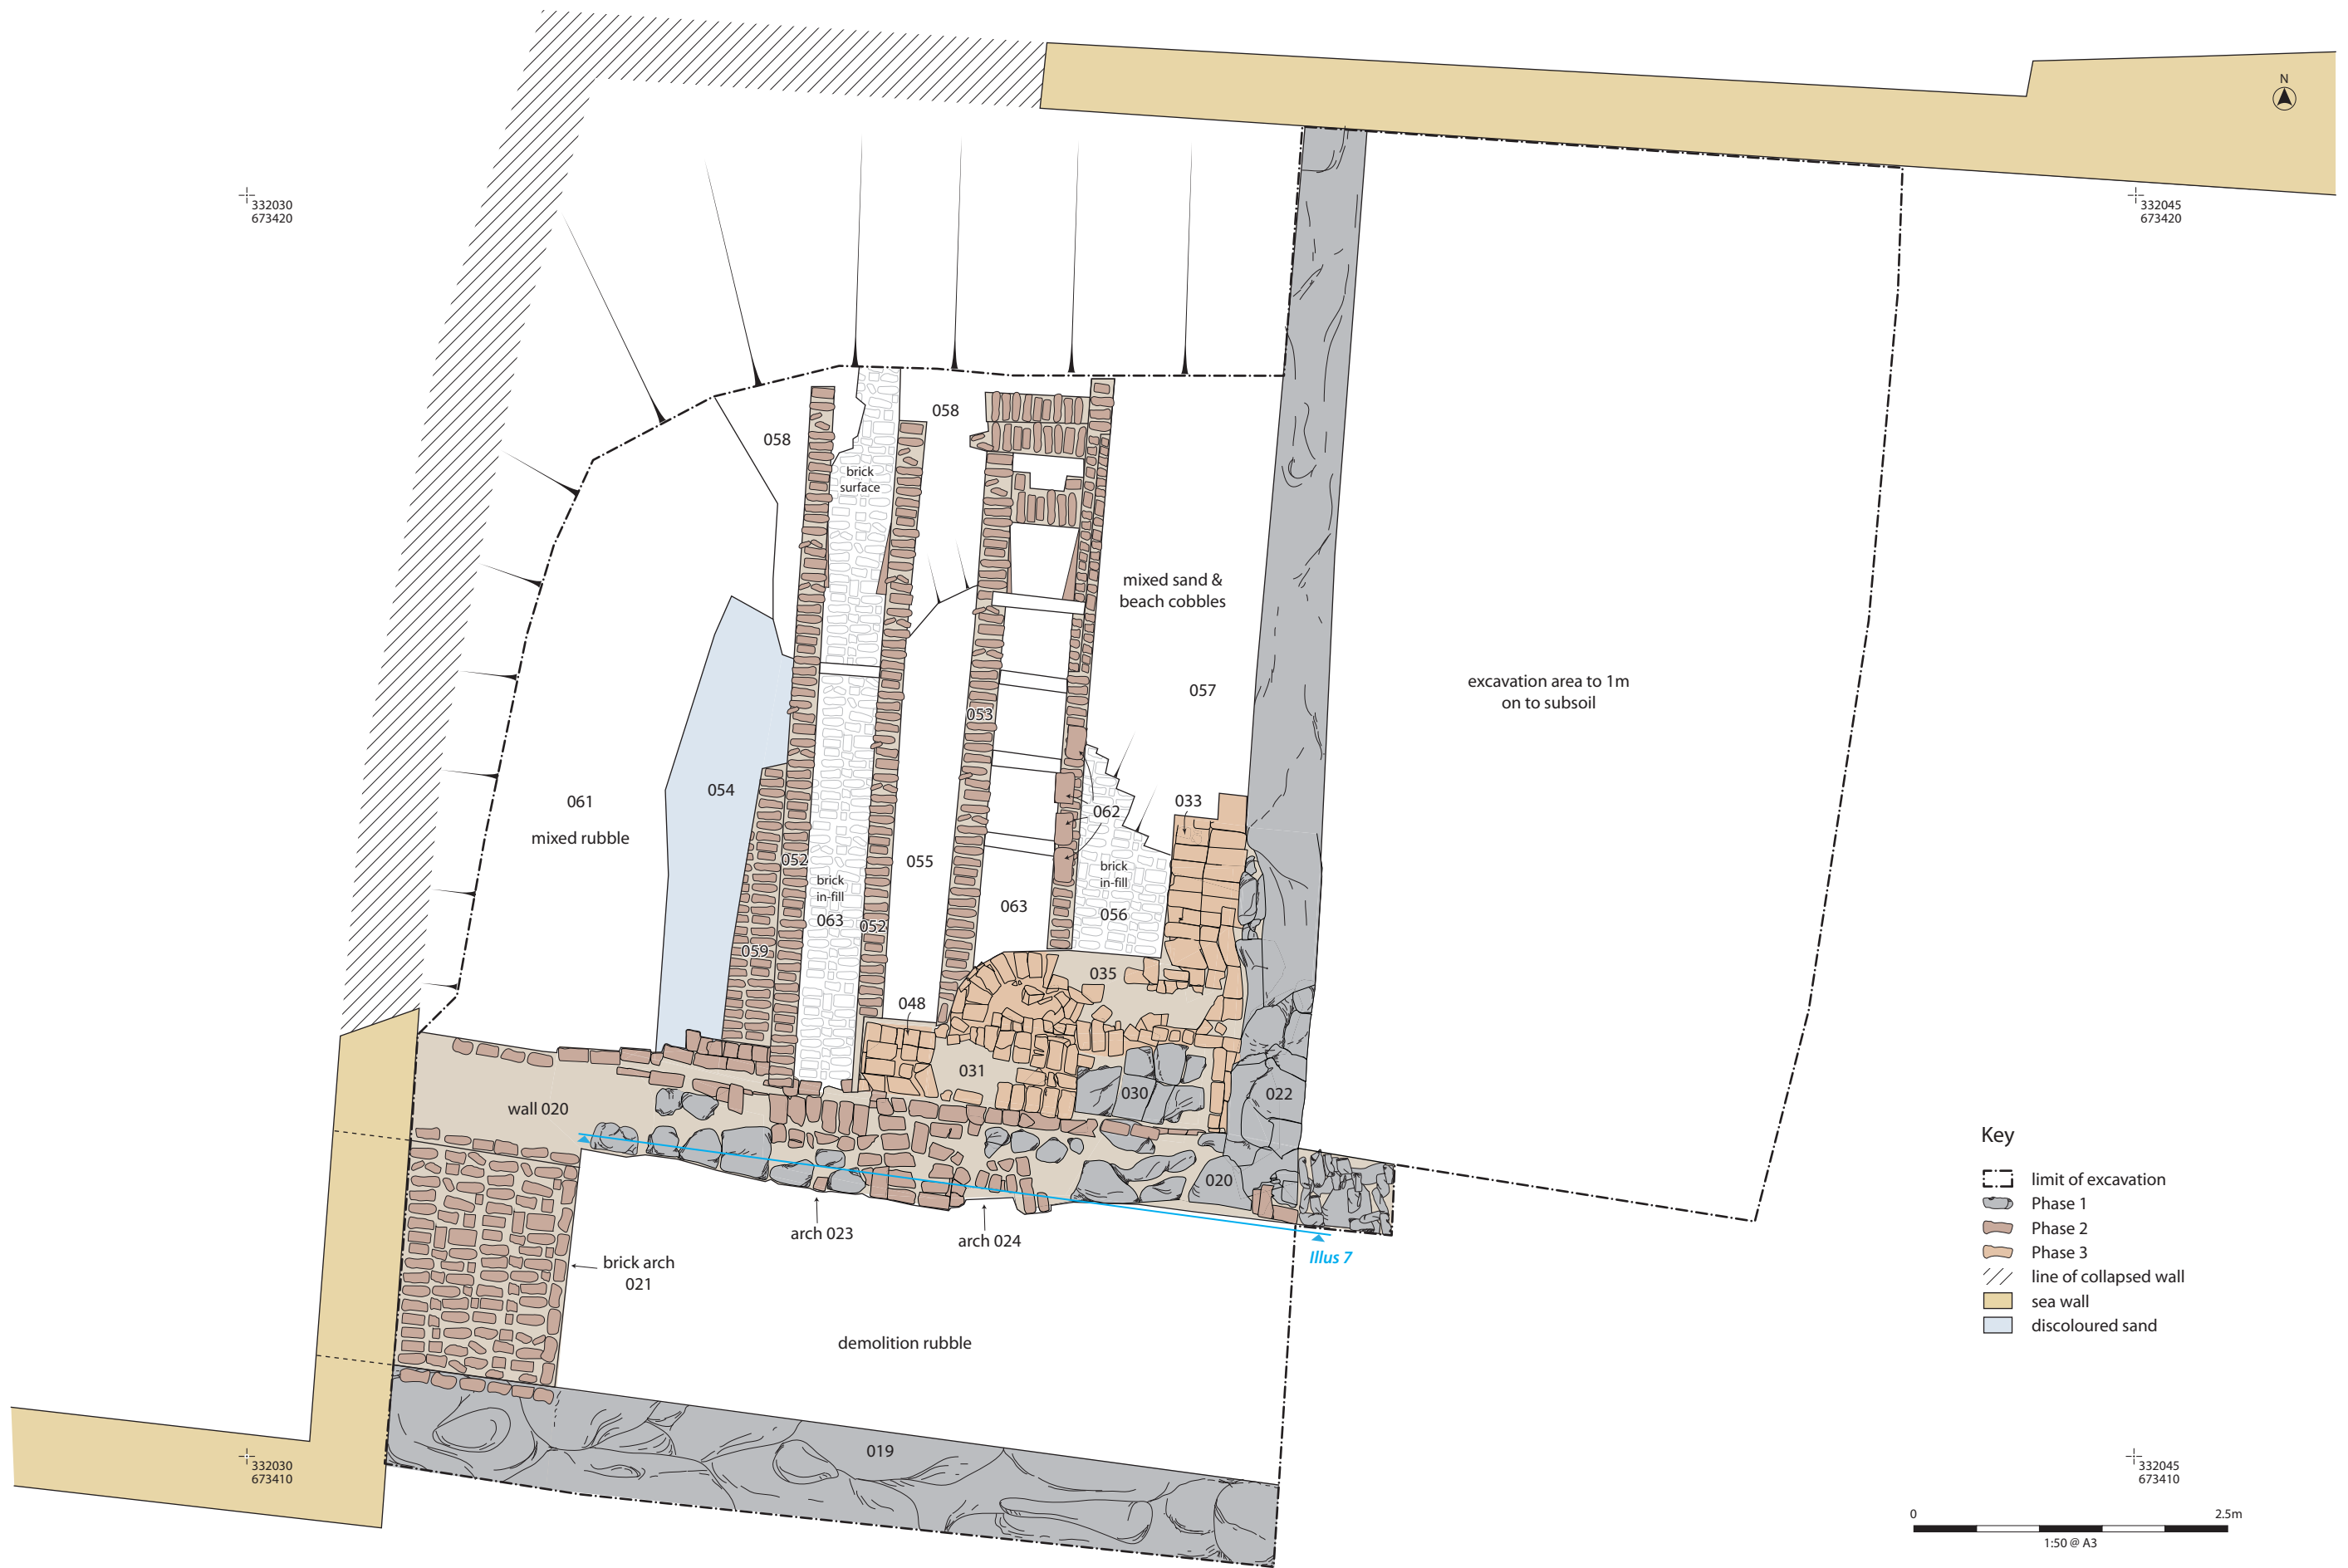 N
332030
673420
332045
673420
058
058
brick
surface
mixed sand &
beach cobbles
057
excavation area to 1m
on to subsoil
053
054
061
mixed rubble
033
062
052
055
brick
in-fill
063
052
063
brick
in-fill
056
059
035
048
031
030
022
wall 020
020
arch 023
arch 024
Illus 7
brick arch
021
demolition rubble
019
Key
limit of excavation
Phase 1
Phase 2
Phase 3
line of collapsed wall
sea wall
discoloured sand
332030
673410
332045
673410
0 2.5m
1:50 @ A3